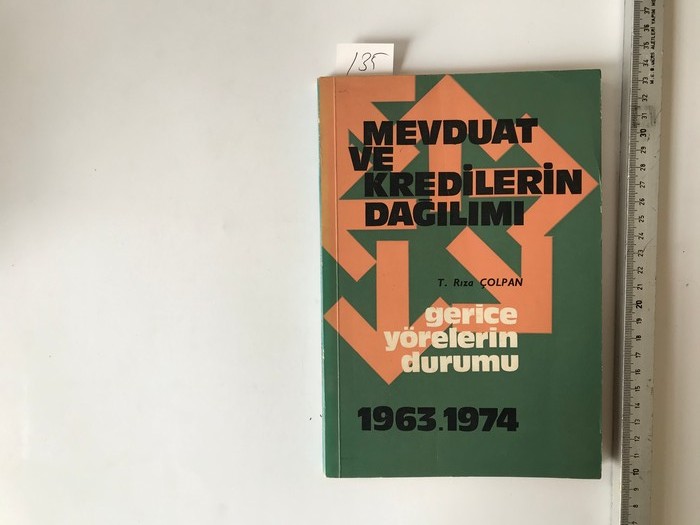 135
MEVDUAT
VE
KREDİLERİN
DAĞILIMI
T. Rıza ÇOLPAN
gerice
yörelerin
durumu
1963.1974